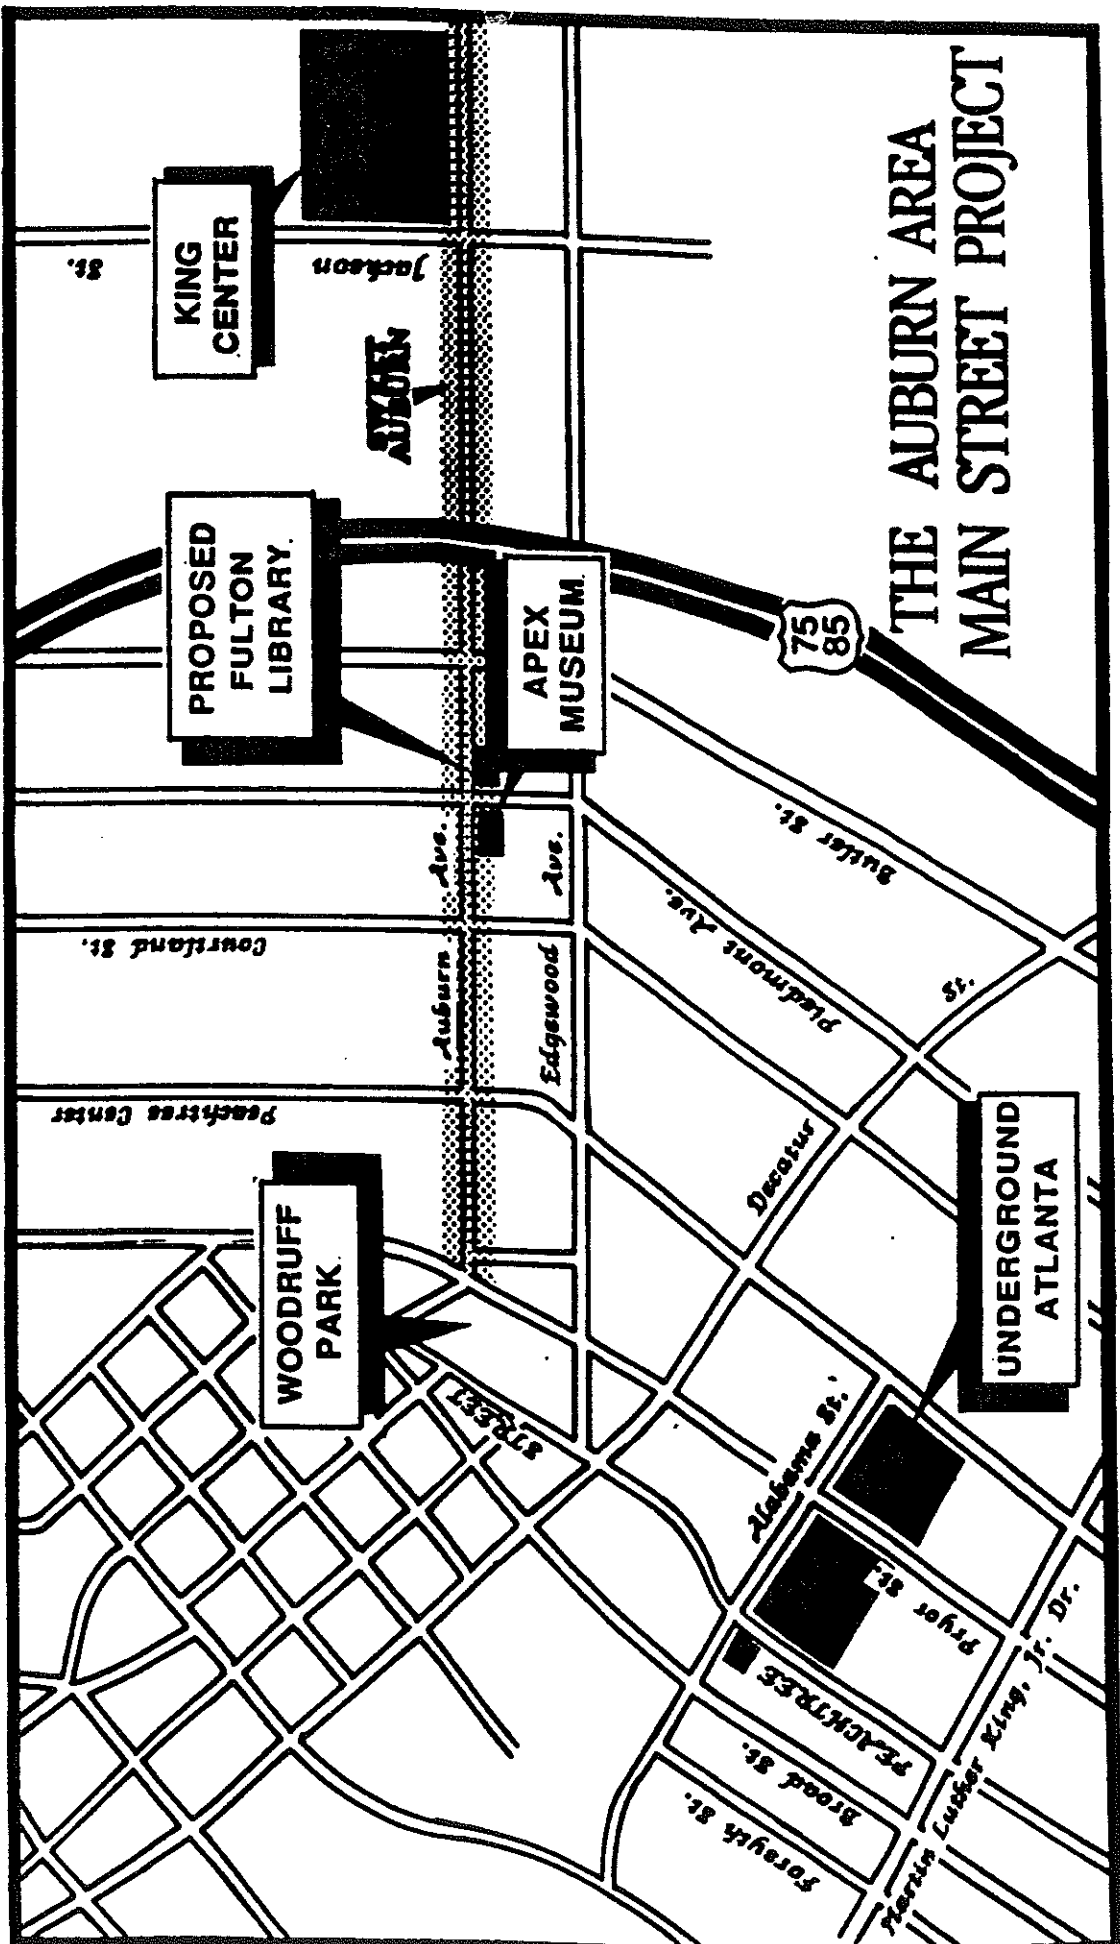 THE AUBURN AREA
MAIN STREET PROJECT
KING
CENTER
Jackson
St.
SWEET
AUBURN
PROPOSED
FULTON
LIBRARY.
APEX
MUSEUM
75
85
Butler St.
Piedmont Ave.
Auburn Ave.
Edgewood Ave.
Courtland St.
Peachtree Center
Decatur St.
WOODRUFF
PARK
STREET
UNDERGROUND
ATLANTA
Alabama St.
Pryor St.
PEACHTREE
Broad St.
Forsyth St.
Martin Luther King, Jr. Dr.